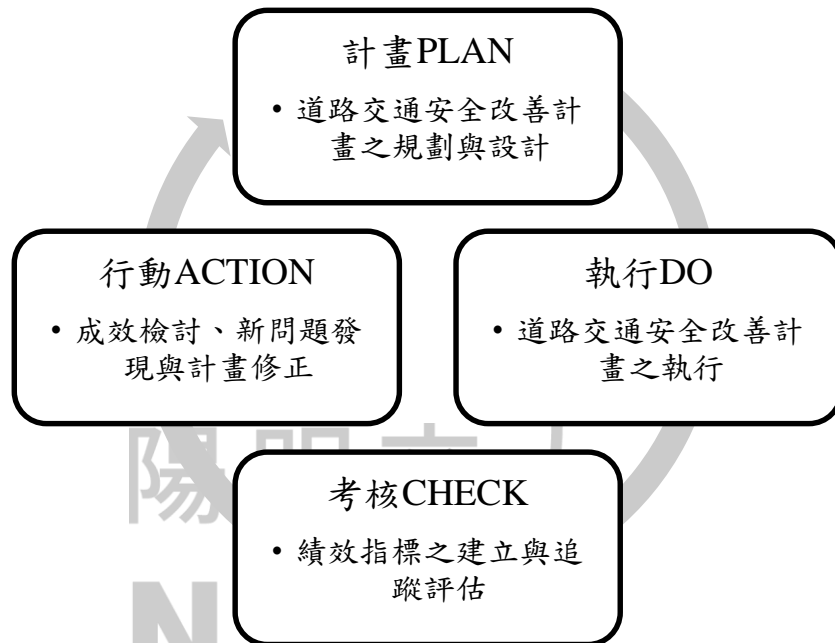 計畫PLAN
• 道路交通安全改善計
畫之規劃與設計
行動ACTION
• 成效檢討、新問題發
現與計畫修正
執行DO
• 道路交通安全改善計
畫之執行
陽明交
考核CHECK
• 績效指標之建立與追
蹤評估
N